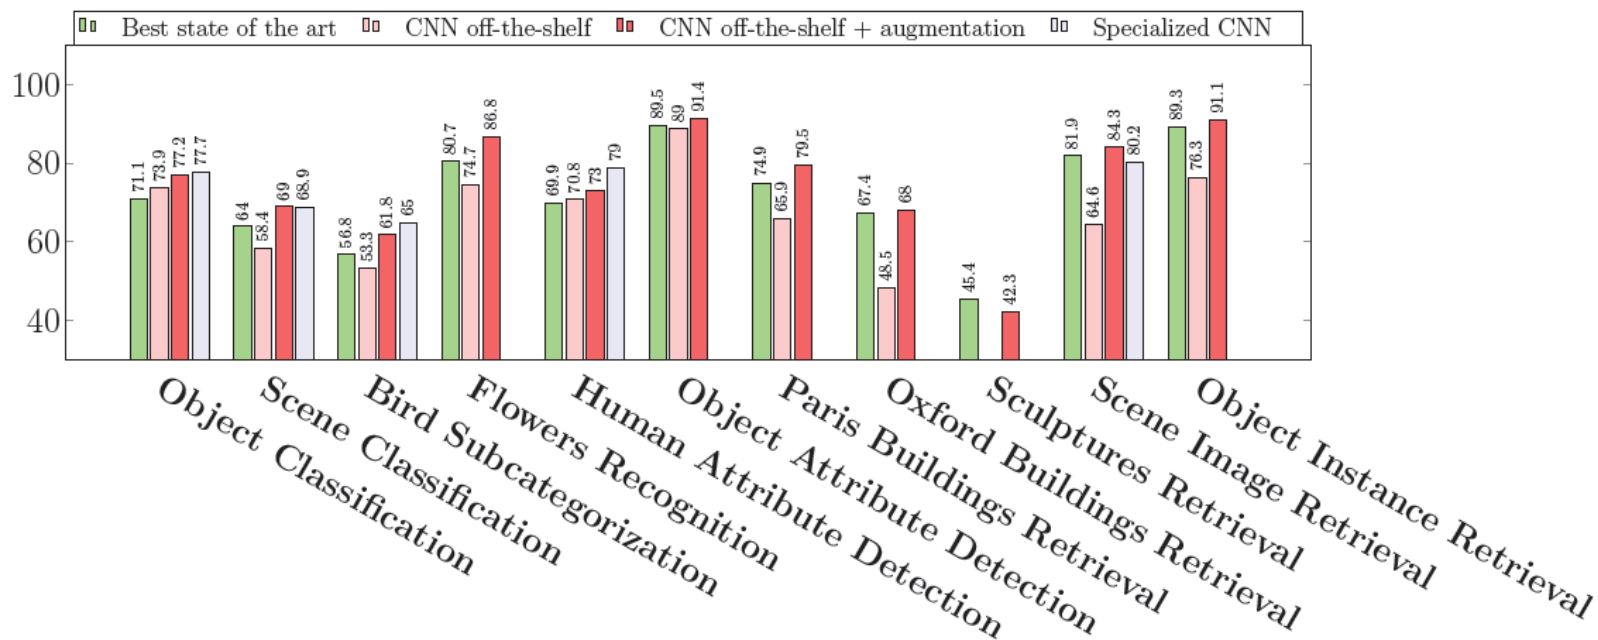 Best state of the art CNN off-the-shelf CNN off-the-shelf + augmentation Specialized CNN
100
80
60
40
71.1 73.9 77.2 77.7
64 58.4 69 68.9
56.8 53.3 61.8 65
80.7 74.7 86.8
69.9 70.8 73 79
89.5 89 91.4
74.9 65.9 79.5
67.4 48.5 68
45.4 42.3
81.9 64.6 84.3 80.2
89.3 76.3 91.1
Object Classification
Scene Classification
Bird Subcategorization
Flowers Recognition
Human Attribute Detection
Object Attribute Detection
Paris Buildings Retrieval
Oxford Buildings Retrieval
Sculptures Retrieval
Scene Image Retrieval
Object Instance Retrieval